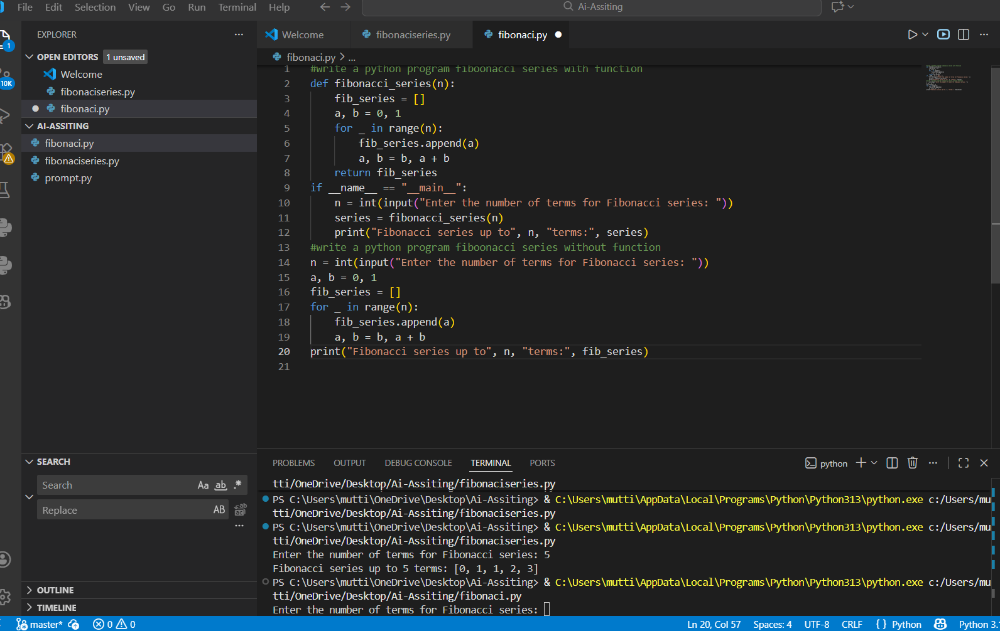 File Edit Selection View Go Run Terminal Help
Ai-Assiting
EXPLORER
OPEN EDITORS 1 unsaved
Welcome
fibonaciseries.py
fibonaci.py
AI-ASSITING
fibonaci.py
fibonaciseries.py
prompt.py
1
10K
SEARCH
Search Aa ab .*
Replace AB
OUTLINE
TIMELINE
Welcome fibonaciseries.py fibonaci.py
fibonaci.py > ...
1 #write a python program fiboonacci series with function
2 def fibonacci_series(n):
3 fib_series = []
4 a, b = 0, 1
5 for _ in range(n):
6 fib_series.append(a)
7 a, b = b, a + b
8 return fib_series
9 if __name__ == "__main__":
10 n = int(input("Enter the number of terms for Fibonacci series: "))
11 series = fibonacci_series(n)
12 print("Fibonacci series up to", n, "terms:", series)
13 #write a python program fiboonacci series without function
14 n = int(input("Enter the number of terms for Fibonacci series: "))
15 a, b = 0, 1
16 fib_series = []
17 for _ in range(n):
18 fib_series.append(a)
19 a, b = b, a + b
20 print("Fibonacci series up to", n, "terms:", fib_series)
21
PROBLEMS OUTPUT DEBUG CONSOLE TERMINAL PORTS
python
tti/OneDrive/Desktop/Ai-Assiting/fibonaciseries.py
PS C:\Users\mutti\OneDrive\Desktop\Ai-Assiting> & C:\Users\mutti\AppData\Local\Programs\Python\Python313\python.exe c:/Users/mu
tti/OneDrive/Desktop/Ai-Assiting/fibonaciseries.py
PS C:\Users\mutti\OneDrive\Desktop\Ai-Assiting> & C:\Users\mutti\AppData\Local\Programs\Python\Python313\python.exe c:/Users/mu
tti/OneDrive/Desktop/Ai-Assiting/fibonaciseries.py
Enter the number of terms for Fibonacci series: 5
Fibonacci series up to 5 terms: [0, 1, 1, 2, 3]
PS C:\Users\mutti\OneDrive\Desktop\Ai-Assiting> & C:\Users\mutti\AppData\Local\Programs\Python\Python313\python.exe c:/Users/mu
tti/OneDrive/Desktop/Ai-Assiting/fibonaci.py
Enter the number of terms for Fibonacci series:
master* 0 0 Ln 20, Col 57 Spaces: 4 UTF-8 CRLF { } Python Python 3.